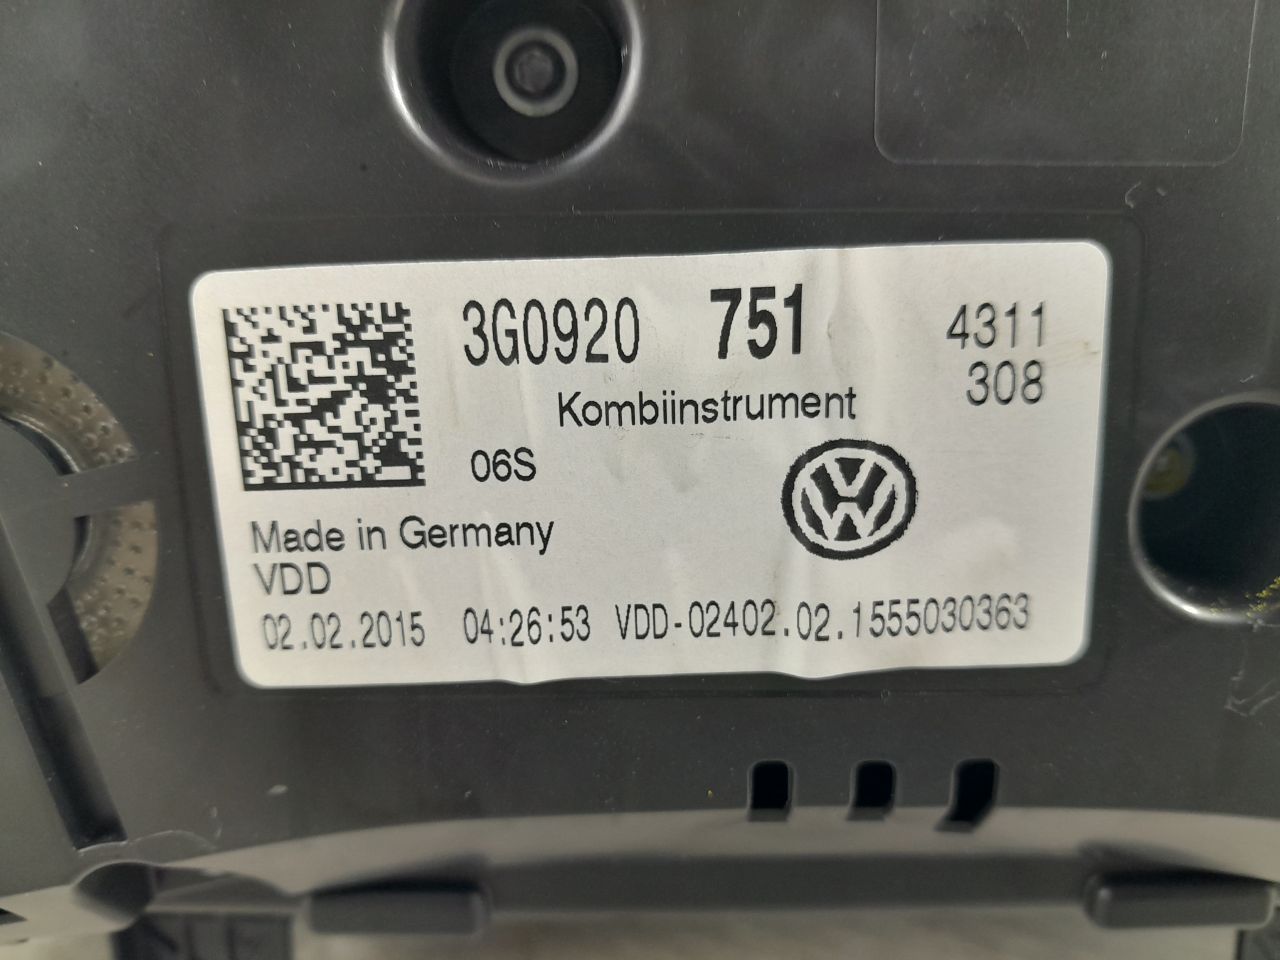 3G0920 751 4311
308
Kombiinstrument
06S
Made in Germany
VDD
02.02.2015 04:26:53 VDD-02402.02.1555030363